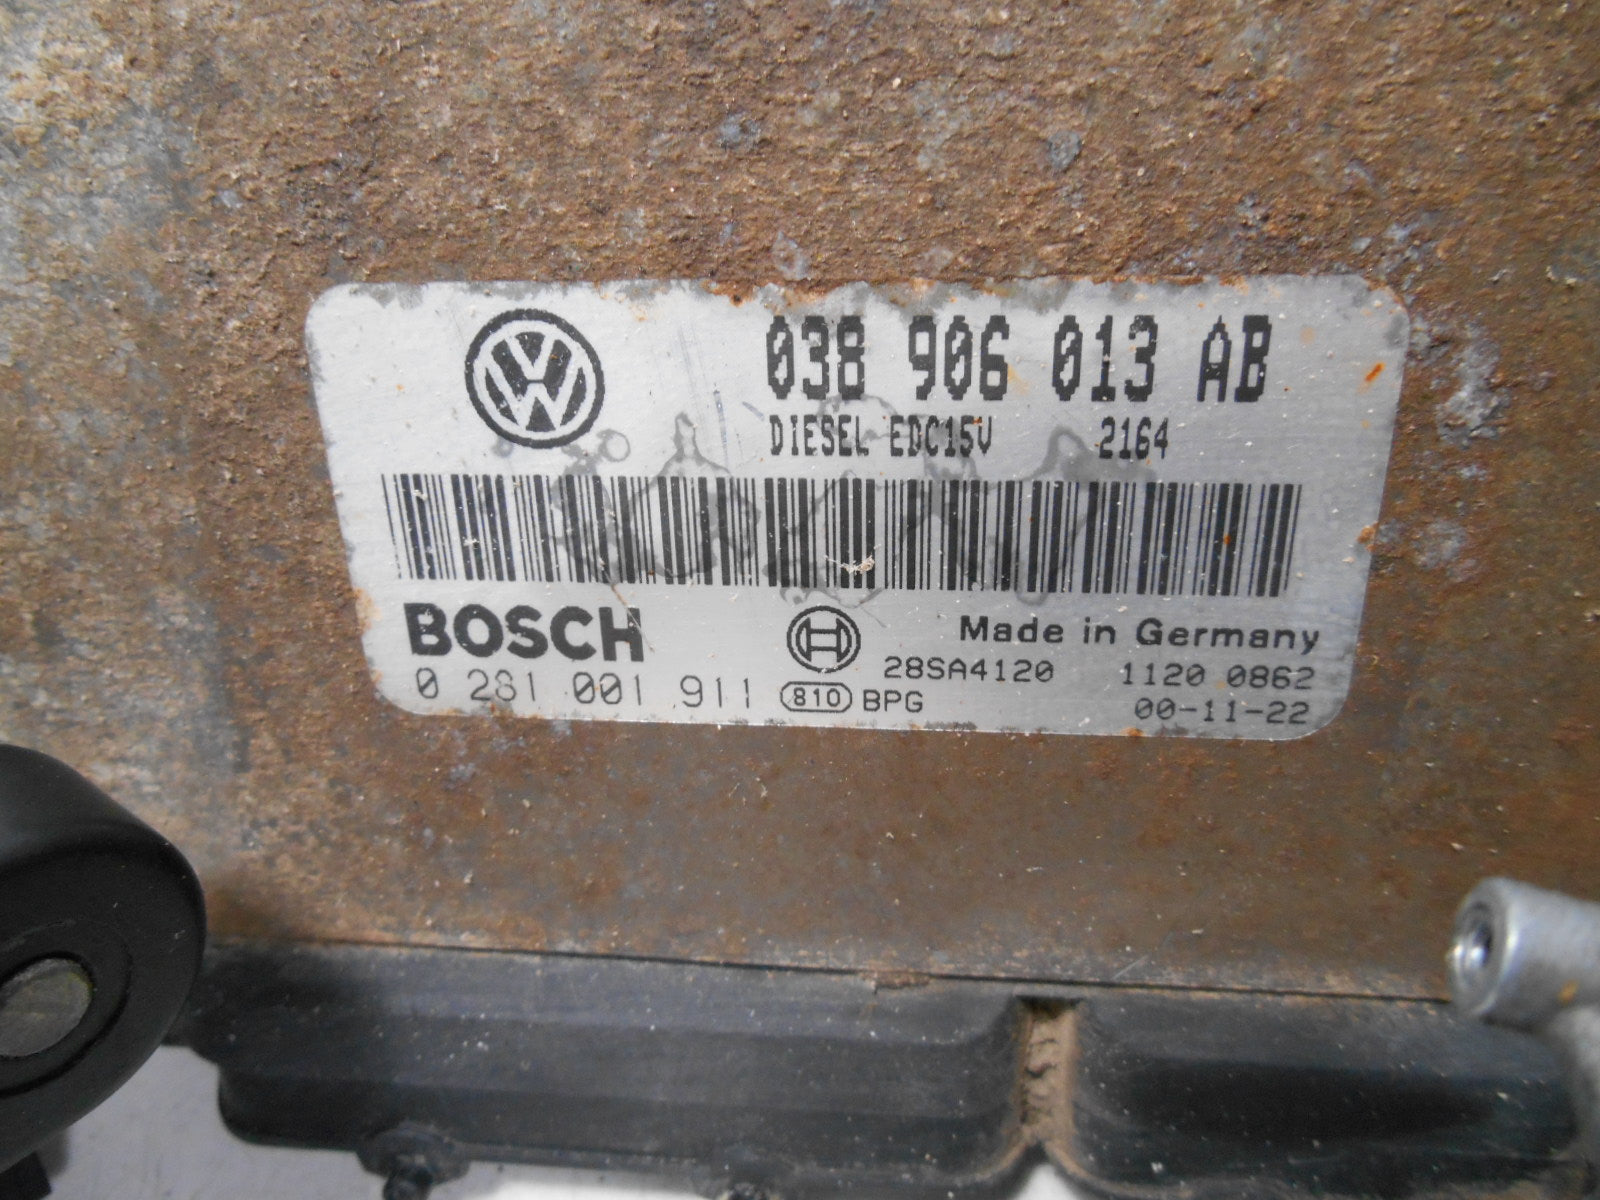 038 906 013 AB
DIESEL EDC15V 2164
BOSCH Made in Germany
28SA4120 1120 0862
0 281 001 911 810 BPG 00-11-22